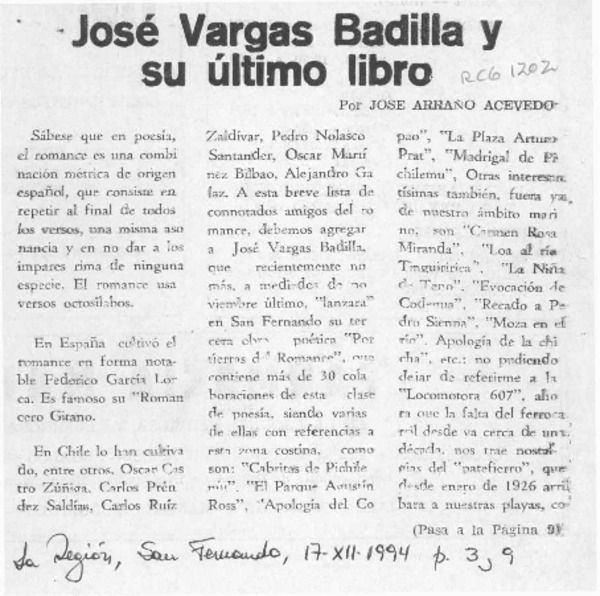 José Vargas Badilla y
su último libro
RCG 1202
Por JOSE ARRAÑO ACEVEDO
Sábese que en poesía,
el romance es una combi
nación métrica de origen
español, que consiste en
repetir al final de todos
los versos, una misma aso
nancia y en no dar a los
impares rima de ninguna
especie. El romance usa
versos octosílabos.
En España cultivó el
romance en forma nota-
ble Federico García Lor-
ca. Es famoso su "Roman
cero Gitano.
En Chile lo han cultiva
do, entre otros, Oscar Cas
tro Zúñiga, Carlos Prén
dez Saldías, Carlos Ruiz
Zaldívar, Pedro Nolasco
Santander, Oscar Martí
nez Bilbao, Alejandro Ga
laz. A esta breve lista de
connotados amigos del ro
mance, debemos agregar
a José Vargas Badilla,
que recientemente no
más, a mediados de no
viembre último, "lanzara"
en San Fernando su ter
cera obra poética "Por
tierras del Romance", que
contiene más de 30 cola
boraciones de esta clase
de poesía, siendo varias
de ellas con referencias a
esta zona costina, como
son: "Cabritas de Pichile
mu", "El Parque Agustín
Ross", "Apología del Co
pao", "La Plaza Arturo
Prat", "Madrigal de Pi
chilemu", Otras interesan
tísimas también, fuera ya
de nuestro ámbito mari
no, son "Carmen Rosa
Miranda", "Loa al río
Tinguiririca", "La Niña
de Teno", "Evocación de
Codegua", "Recado a Pe
dro Sienna", "Moza en el
río". Apología de la chi
cha", etc.: no pudiendo
dejar de referirme a la
"Locomotora 607", aho
ra que la falta del ferroca
rril desde va cerca de una
década, nos trae nostal
gias del "patefierro", que
desde enero de 1926 arri
bara a nuestras playas, co
(Pasa a la Página 9)
La Región, San Fernando, 17-XII-1994 p. 3 y 9